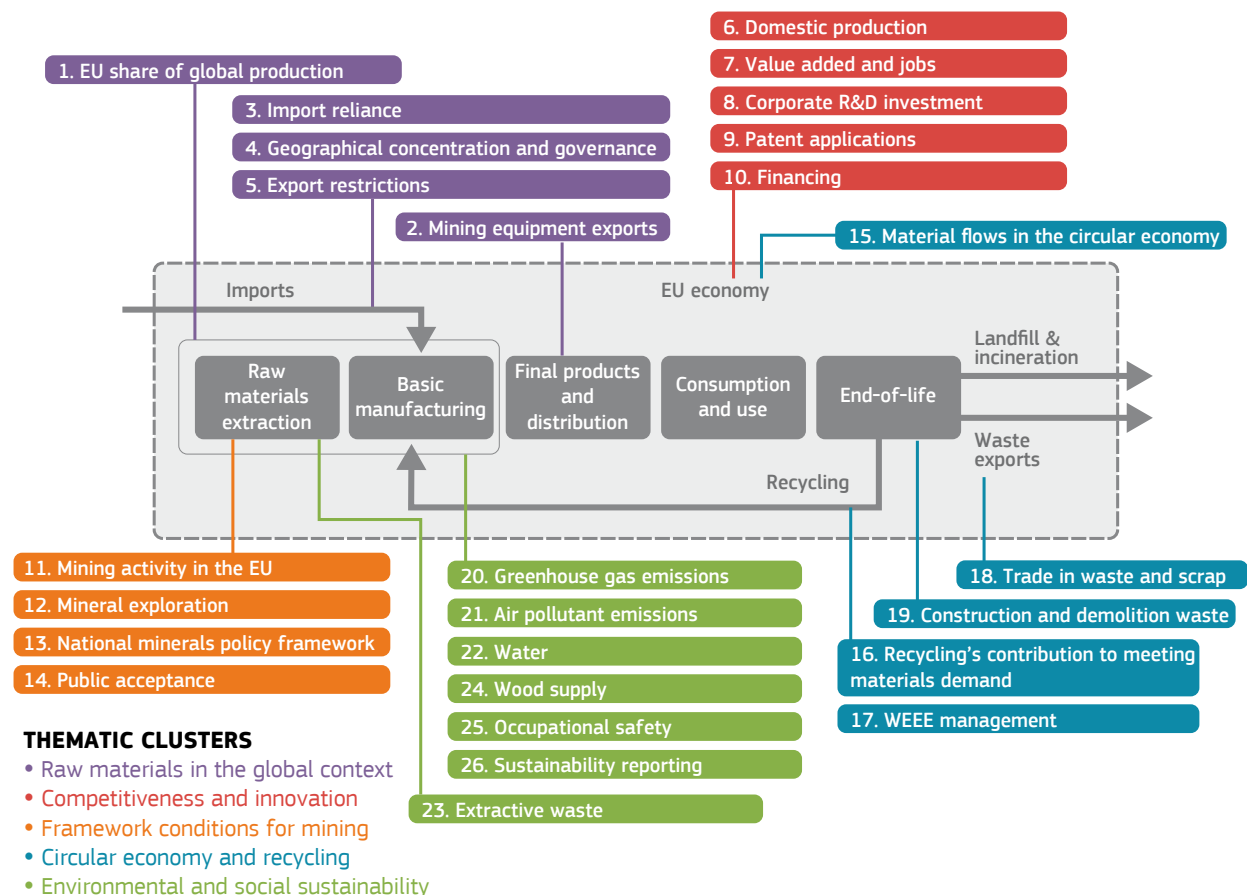 6. Domestic production
7. Value added and jobs
8. Corporate R&D investment
9. Patent applications
10. Financing
1. EU share of global production
3. Import reliance
4. Geographical concentration and governance
5. Export restrictions
2. Mining equipment exports
15. Material flows in the circular economy
Imports
EU economy
Raw
materials
extraction
Basic
manufacturing
Final products
and
distribution
Consumption
and use
End-of-life
Landfill &
incineration
Waste
exports
Recycling
11. Mining activity in the EU
12. Mineral exploration
13. National minerals policy framework
14. Public acceptance
20. Greenhouse gas emissions
21. Air pollutant emissions
22. Water
24. Wood supply
25. Occupational safety
26. Sustainability reporting
23. Extractive waste
18. Trade in waste and scrap
19. Construction and demolition waste
16. Recycling's contribution to meeting
materials demand
17. WEEE management
THEMATIC CLUSTERS
• Raw materials in the global context
• Competitiveness and innovation
• Framework conditions for mining
• Circular economy and recycling
• Environmental and social sustainability